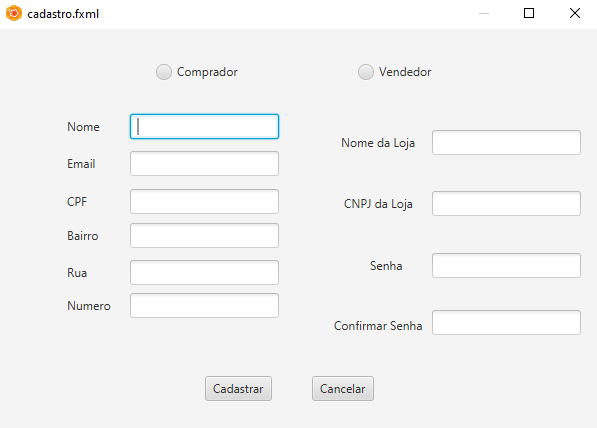 cadastro.fxml
Comprador
Vendedor
Nome
Nome da Loja
Email
CPF
CNPJ da Loja
Bairro
Rua
Senha
Numero
Confirmar Senha
Cadastrar
Cancelar